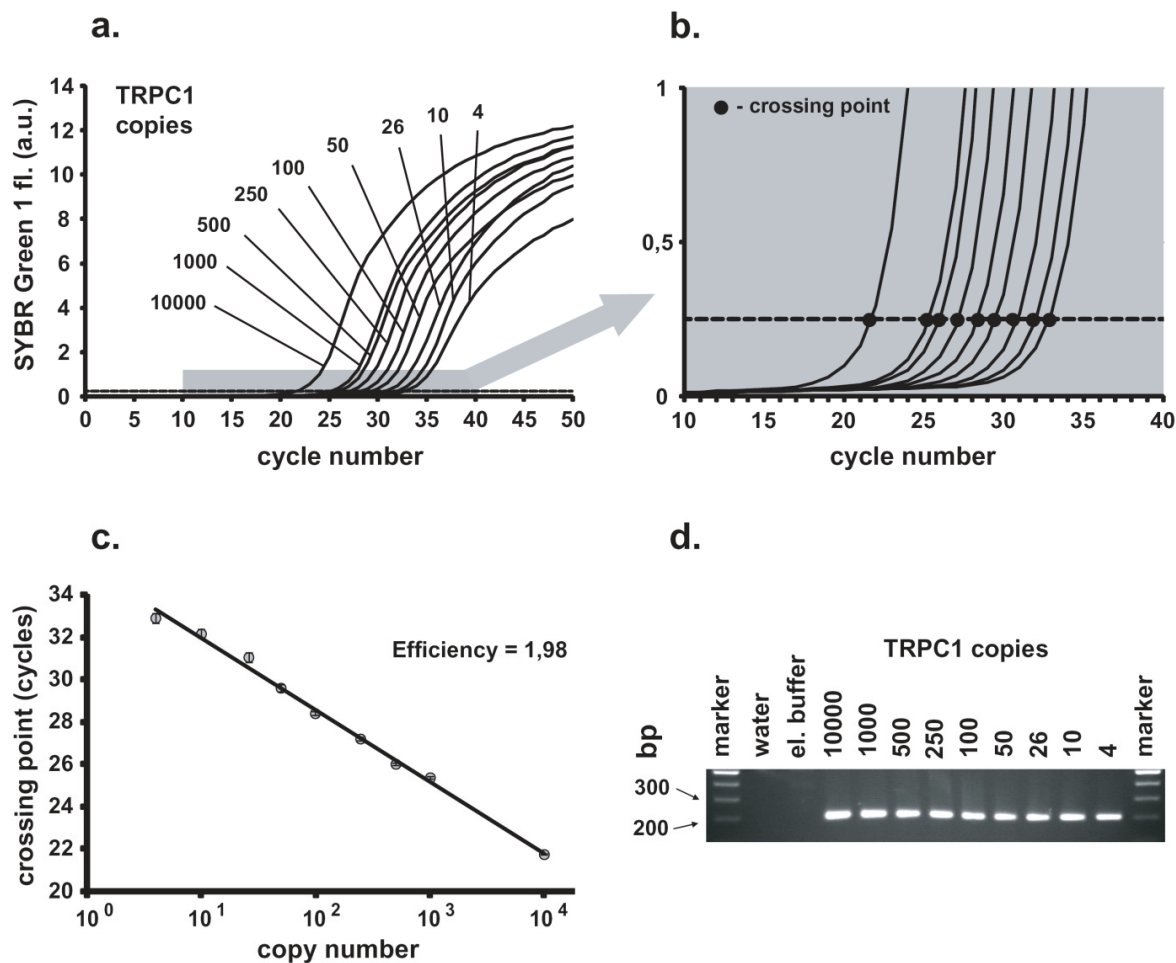 a.
14
12
10
8
6
4
2
0
SYBR Green 1 fl. (a.u.)
TRPC1
copies
10000
1000
500
250
100
50
26
10
4
0 5 10 15 20 25 30 35 40 45 50
cycle number
b.
1
0,5
0
- crossing point
10 15 20 25 30 35 40
cycle number
c.
34
32
30
28
26
24
22
20
crossing point (cycles)
Efficiency = 1,98
10⁰ 10¹ 10² 10³ 10⁴
copy number
d.
TRPC1 copies
bp
marker
water
el. buffer
10000
1000
500
250
100
50
26
10
4
marker
300
200